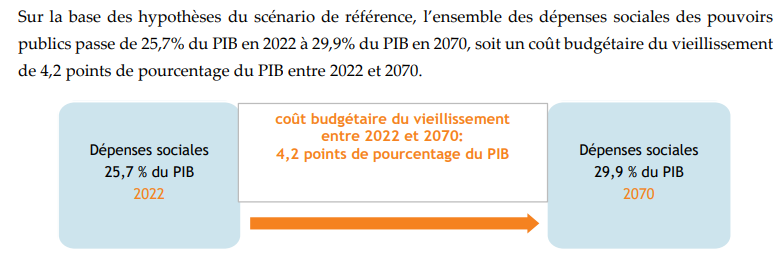 Sur la base des hypothèses du scénario de référence, l’ensemble des dépenses sociales des pouvoirs
publics passe de 25,7% du PIB en 2022 à 29,9% du PIB en 2070, soit un coût budgétaire du vieillissement
de 4,2 points de pourcentage du PIB entre 2022 et 2070.
Dépenses sociales
25,7 % du PIB
2022
coût budgétaire du vieillissement
entre 2022 et 2070:
4,2 points de pourcentage du PIB
Dépenses sociales
29,9 % du PIB
2070